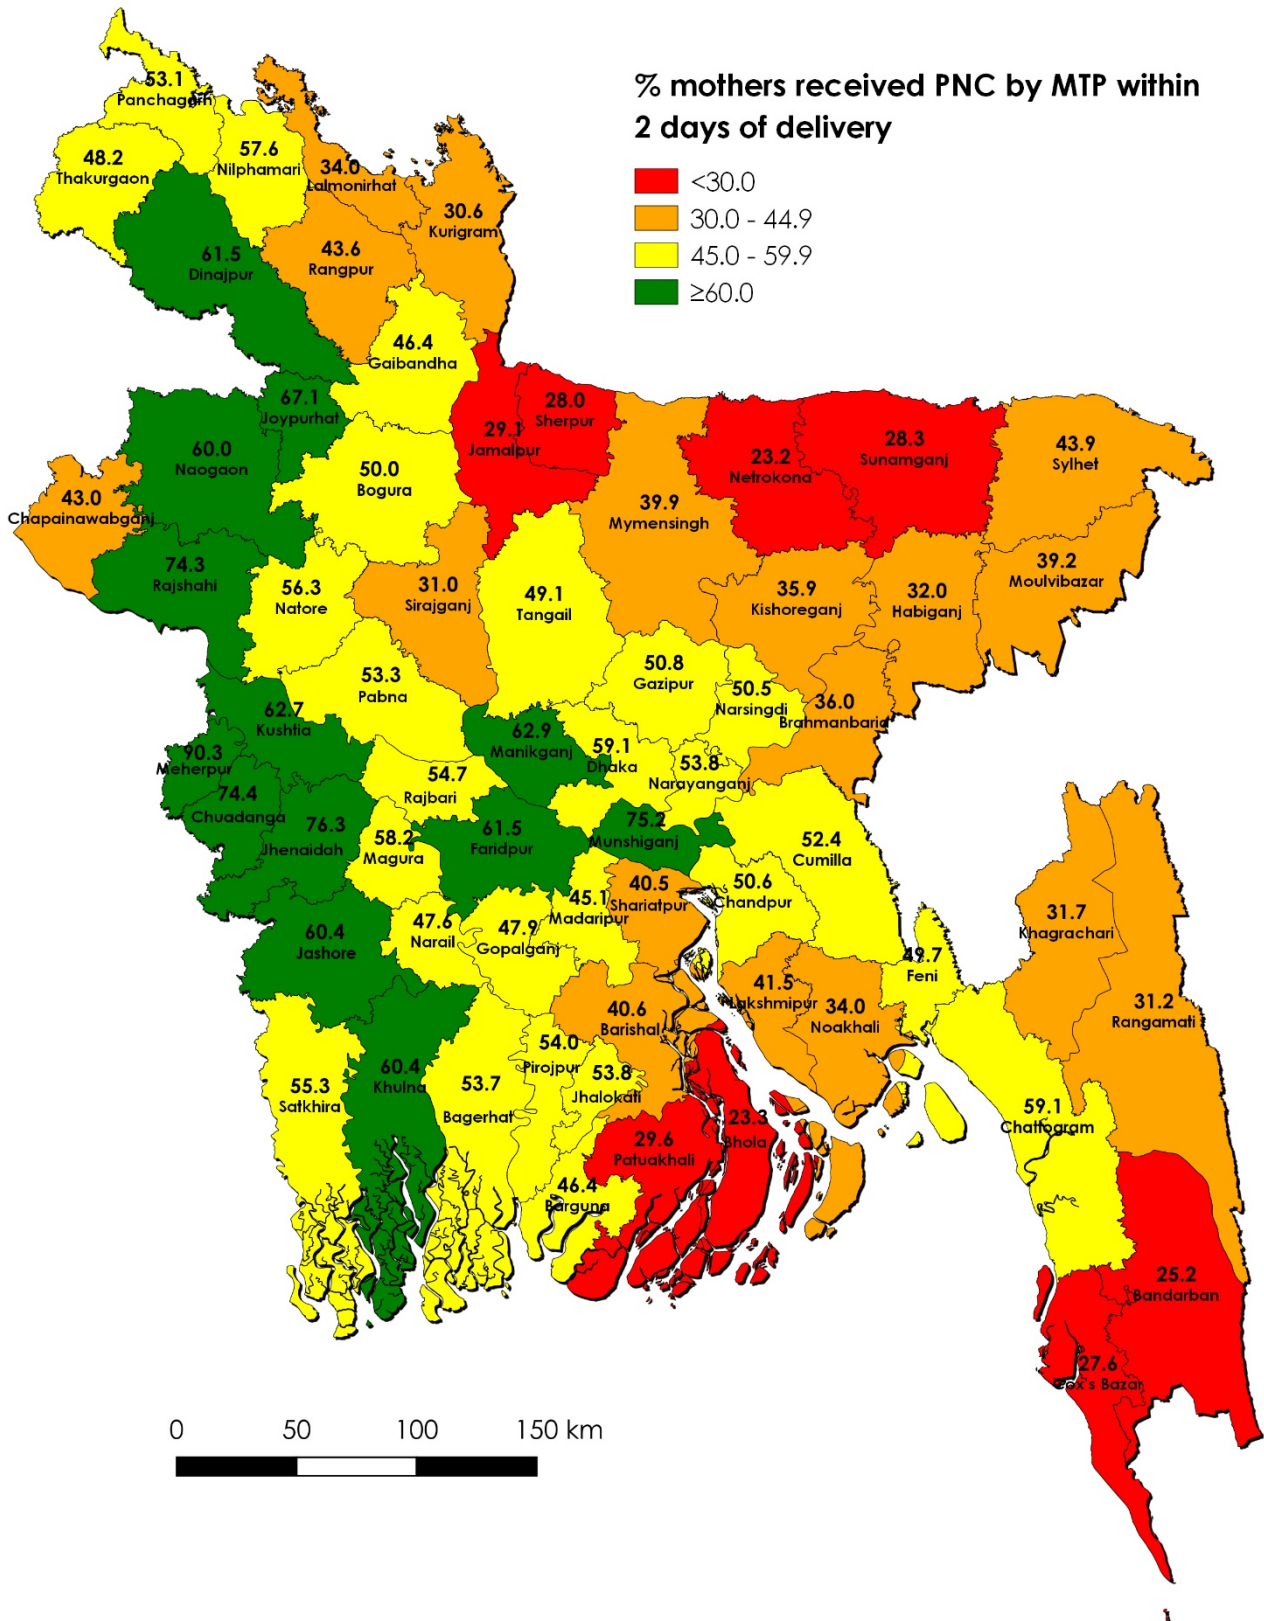 % mothers received PNC by MTP within
2 days of delivery
<30.0
30.0 - 44.9
45.0 - 59.9
≥60.0
53.1
Panchagarh
48.2
Thakurgaon
57.6
Nilphamari
34.0
Lalmonirhat
30.6
Kurigram
61.5
Dinajpur
43.6
Rangpur
46.4
Gaibandha
67.1
Joypurhat
60.0
Naogaon
50.0
Bogura
29.1
Jamalpur
28.0
Sherpur
39.9
Mymensingh
23.2
Netrokona
28.3
Sunamganj
43.9
Sylhet
43.0
Chapainawabganj
74.3
Rajshahi
56.3
Natore
31.0
Sirajganj
49.1
Tangail
35.9
Kishoreganj
32.0
Habiganj
39.2
Moulvibazar
53.3
Pabna
50.8
Gazipur
50.5
Narsingdi
36.0
Brahmanbaria
62.7
Kushtia
62.9
Manikganj
59.1
Dhaka
53.8
Narayanganj
90.3
Meherpur
74.4
Chuadanga
76.3
Jhenaidah
54.7
Rajbari
58.2
Magura
61.5
Faridpur
75.2
Munshiganj
52.4
Cumilla
40.5
Shariatpur
50.6
Chandpur
45.1
Madaripur
47.6
Narail
47.9
Gopalganj
60.4
Jashore
49.7
Feni
31.7
Khagrachari
31.2
Rangamati
41.5
Lakshmipur
34.0
Noakhali
40.6
Barishal
54.0
Pirojpur
53.8
Jhalokati
55.3
Satkhira
60.4
Khulna
53.7
Bagerhat
23.3
Bhola
29.6
Patuakhali
46.4
Barguna
59.1
Chattogram
25.2
Bandarban
27.6
Cox's Bazar
0 50 100 150 km